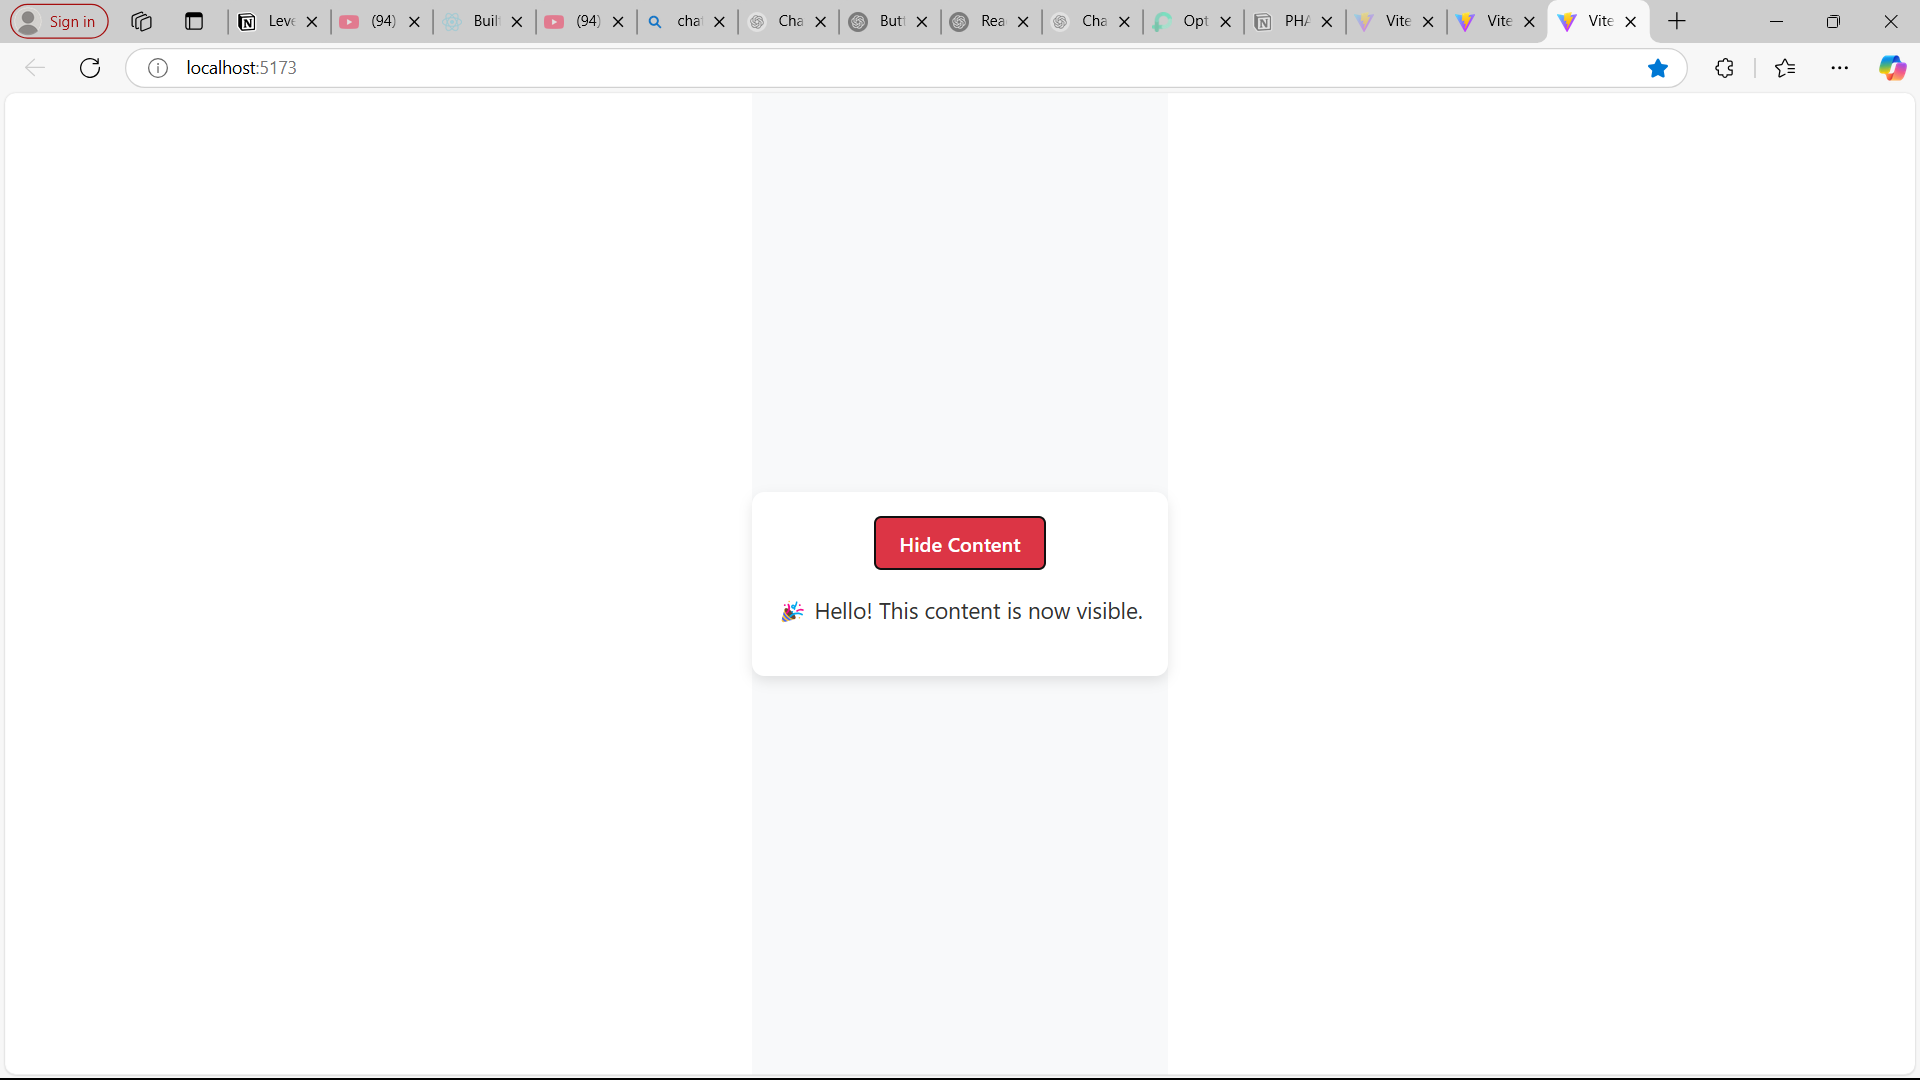 Sign in
Leve
(94)
Built
(94)
chat
Cha
Butt
Rea
Cha
Opt
PHA
Vite
Vite
Vite
localhost:5173
Hide Content
🎉 Hello! This content is now visible.